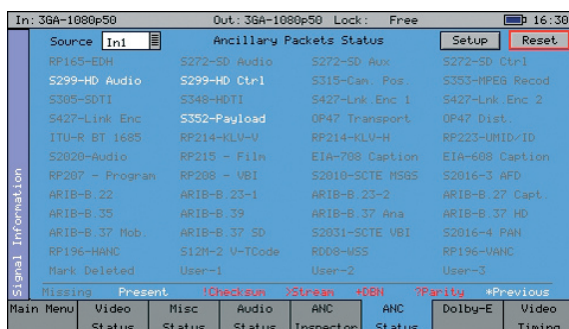 In: 3GA-1080p50 Out: 3GA-1080p50 Lock: Free 16:30
Source In1 Ancillary Packets Status Setup Reset
RP165-EDH S272-SD Audio S272-SD Aux S272-SD Ctrl
S299-HD Audio S299-HD Ctrl S315-Cam. Pos. S353-MPEG Recod
S305-SDTI S348-HDTI S427-Lnk.Enc 1 S427-Lnk.Enc 2
S427-Link Enc S352-Payload OP47 Transport OP47 Dist.
ITU-R BT 1685 RP214-KLV-V RP214-KLV-H RP223-UMID/ID
S2020-Audio RP215 - Film EIA-708 Caption EIA-608 Caption
RP207 - Program RP208 - VBI S2010-SCTE MSGS S2016-3 AFD
ARIB-B.22 ARIB-B.23-1 ARIB-B.23-2 ARIB-B.27 Capt.
ARIB-B.35 ARIB-B.39 ARIB-B.37 Ana ARIB-B.37 HD
ARIB-B.37 Mob. ARIB-B.37 SD S2031-SCTE VBI S2016-4 PAN
RP196-HANC S12M-2 V-TCode RDD8-WSS RP196-VANC
Mark Deleted User-1 User-2 User-3
Missing Present !Checksum >Stream +DBN ?Parity *Previous
Signal Information
Main Menu Video Status Misc Status Audio Status ANC Inspector ANC Status Dolby-E Video Timing